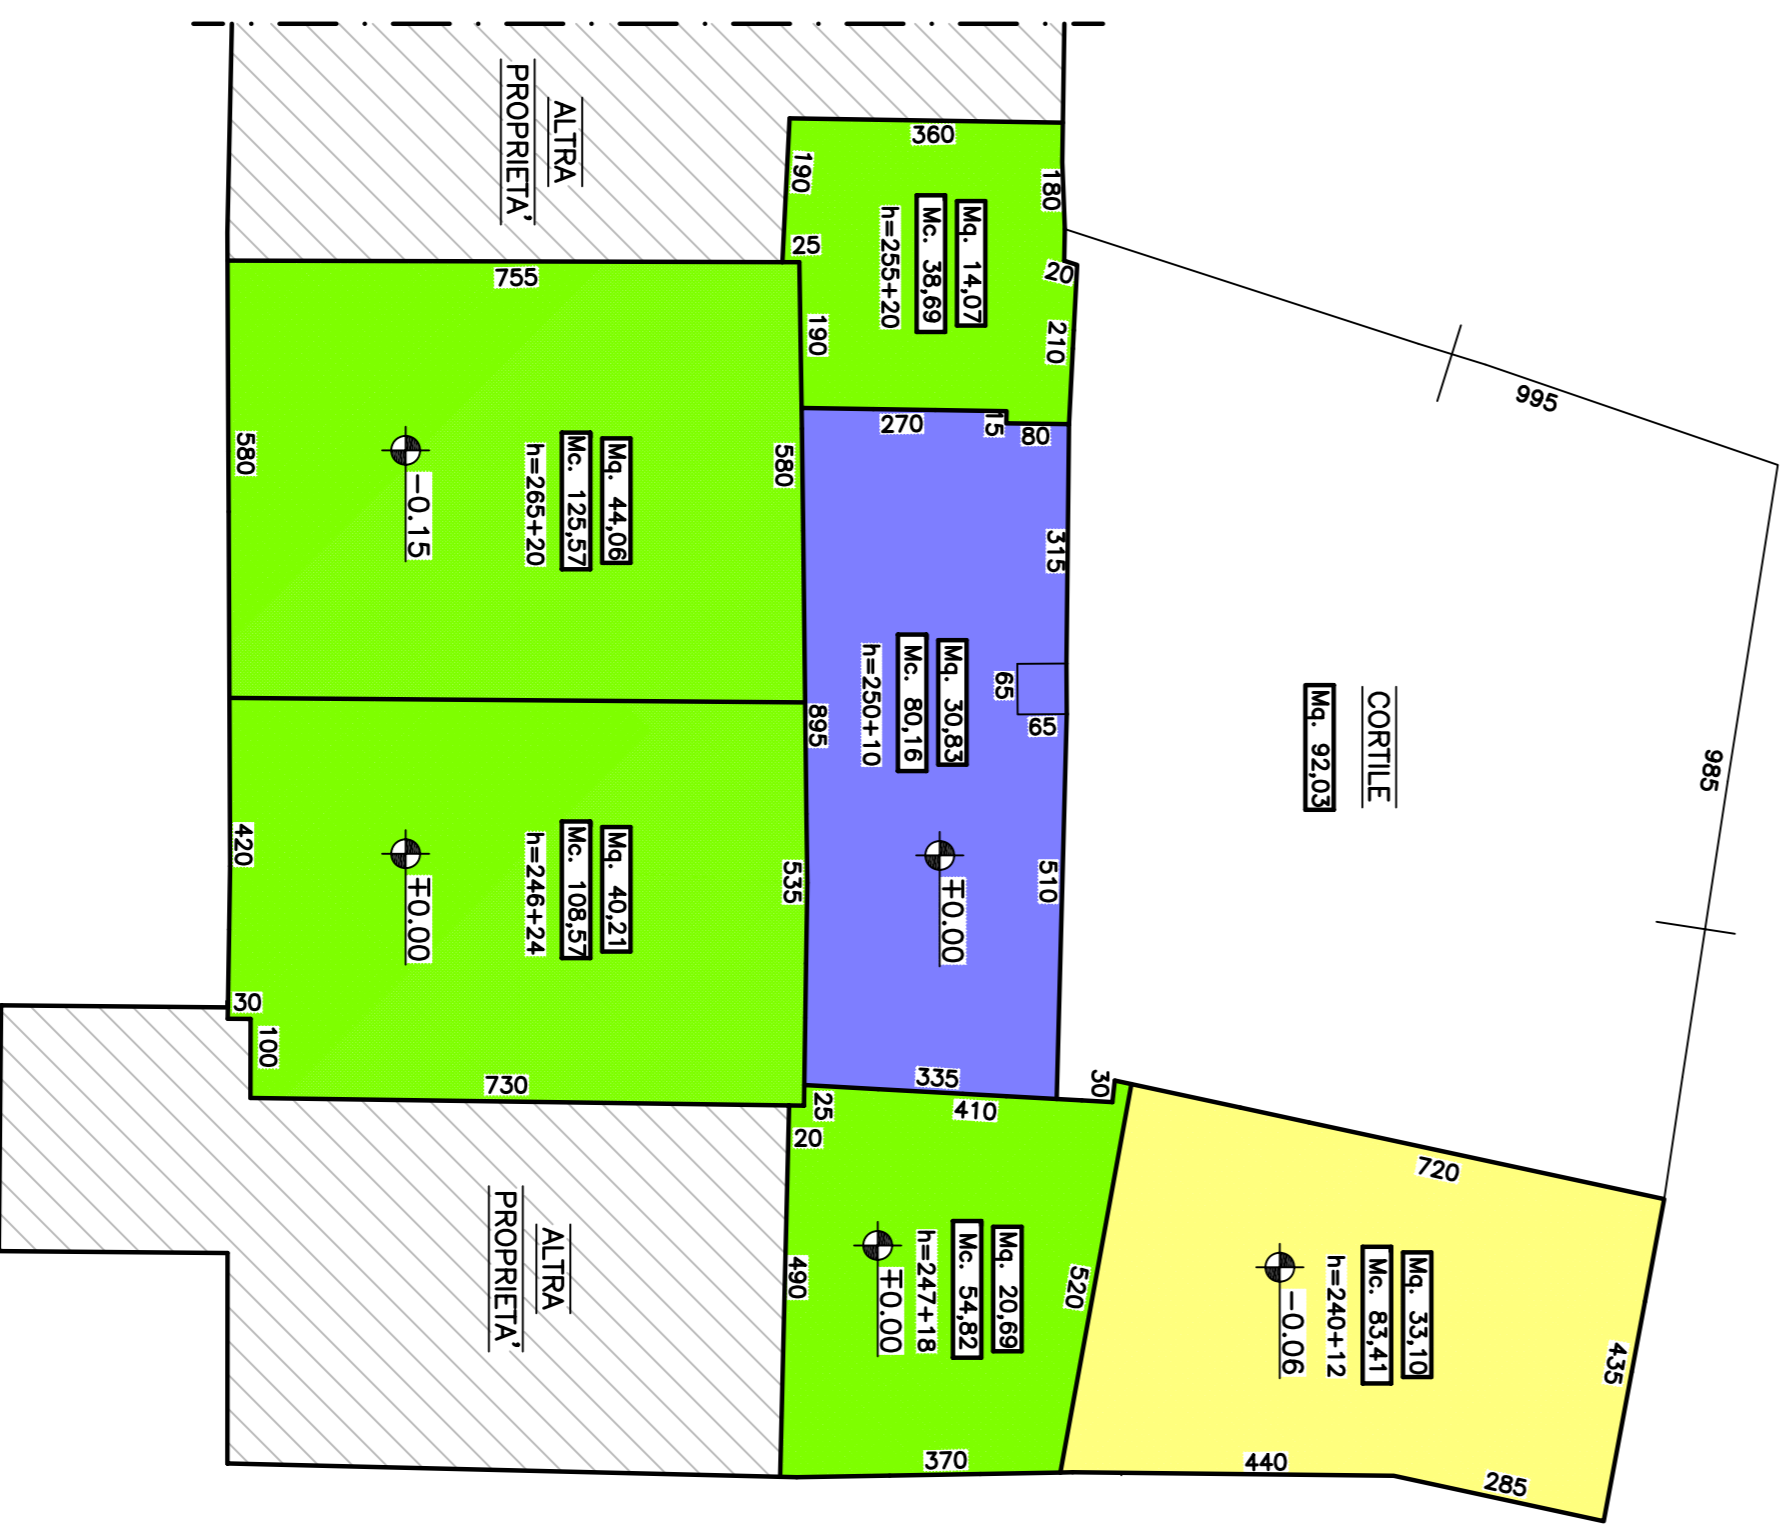 ALTRA
PROPRIETA'
360
190
180
Mq. 14,07
Mc. 38,69
h=255+20
25
20
190
210
755
995
580
-0.15
Mq. 44,06
Mc. 125,57
h=265+20
580
270
15
80
315
Mq. 30,83
Mc. 80,16
h=250+10
65
65
895
∓0.00
510
335
CORTILE
Mq. 92,03
985
420
∓0.00
Mq. 40,21
Mc. 108,57
h=246+24
535
30
100
730
25
20
410
30
720
Mq. 20,69
Mc. 54,82
h=247+18
∓0.00
490
520
370
Mq. 33,10
Mc. 83,41
h=240+12
-0.06
435
440
285
ALTRA
PROPRIETA'